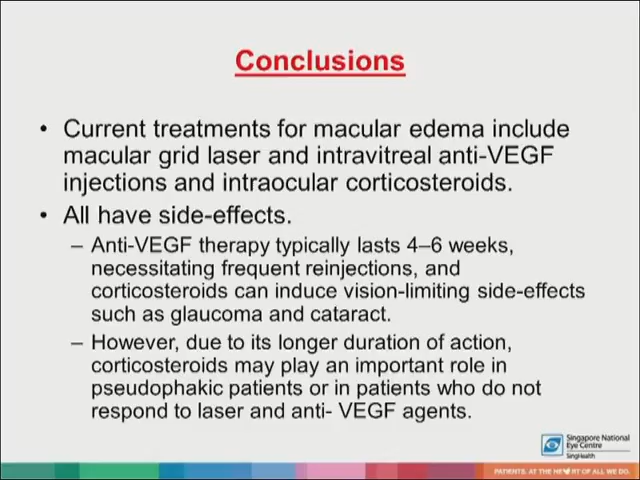 Conclusions
• Current treatments for macular edema include
macular grid laser and intravitreal anti-VEGF
injections and intraocular corticosteroids.
• All have side-effects.
– Anti-VEGF therapy typically lasts 4–6 weeks,
necessitating frequent reinjections, and
corticosteroids can induce vision-limiting side-effects
such as glaucoma and cataract.
– However, due to its longer duration of action,
corticosteroids may play an important role in
pseudophakic patients or in patients who do not
respond to laser and anti- VEGF agents.
Singapore National
Eye Centre
SingHealth
PATIENTS. AT THE HE♥RT OF ALL WE DO.